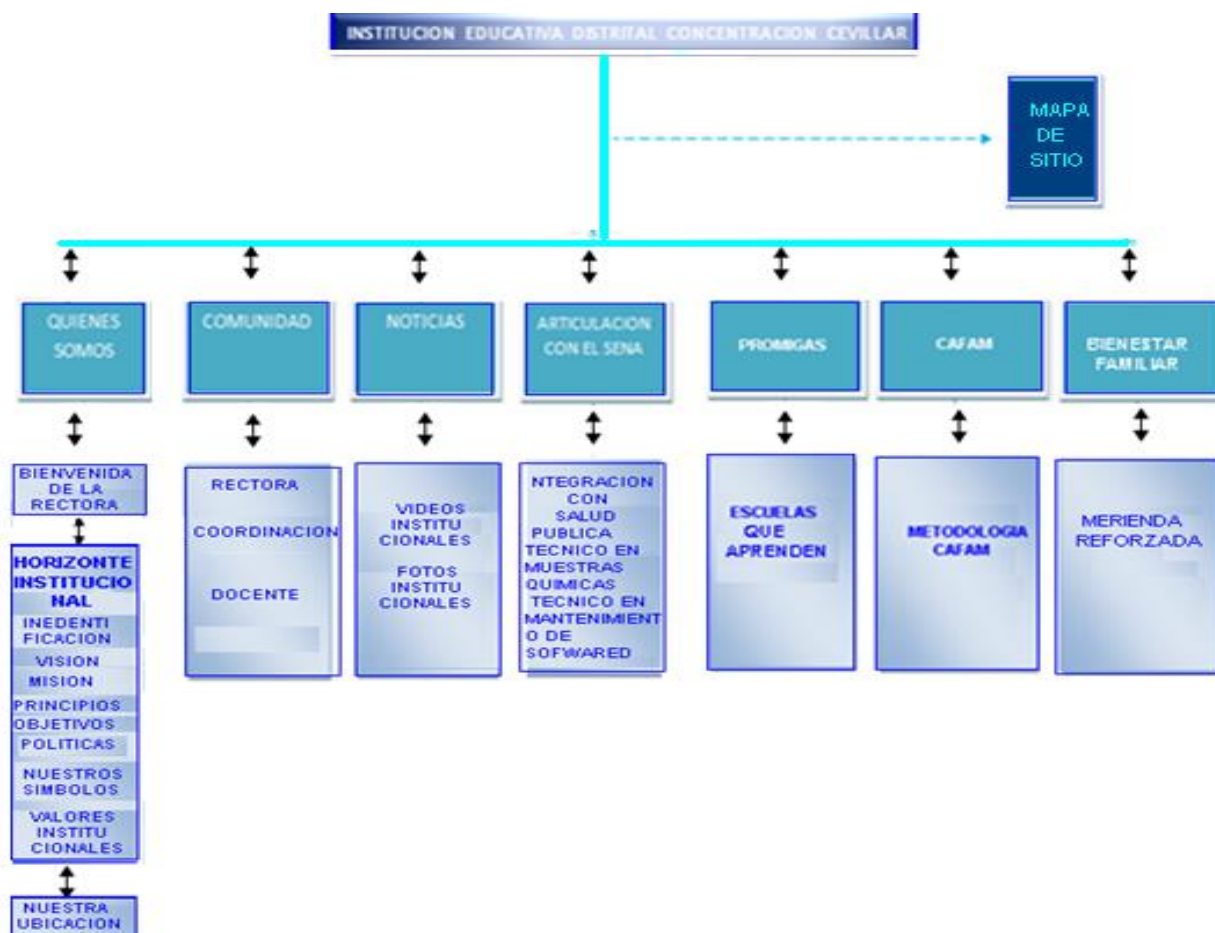 INSTITUCION EDUCATIVA DISTRITAL CONCENTRACION CEVILLAR
MAPA
DE
SITIO
QUIENES
SOMOS
COMUNIDAD
NOTICIAS
ARTICULACION
CON EL SENA
PROMIGAS
CAFAM
BIENESTAR
FAMILIAR
BIENVENIDA
DE LA
RECTORA
HORIZONTE
INSTITUCIO
NAL
INEDENTI
FICACION
VISION
MISION
PRINCIPIOS
OBJETIVOS
POLITICAS
NUESTROS
SIMBOLOS
VALORES
INSTITU
CIONALES
NUESTRA
UBICACION
RECTORA
COORDINACION
DOCENTE
VIDEOS
INSTITU
CIONALES
FOTOS
INSTITU
CIONALES
NTEGRACION
CON
SALUD
PUBLICA
TECNICO EN
MUESTRAS
QUIMICAS
TECNICO EN
MANTENIMIENT
O DE
SOFWARED
ESCUELAS
QUE
APRENDEN
METODOLOGIA
CAFAM
MERIENDA
REFORZADA